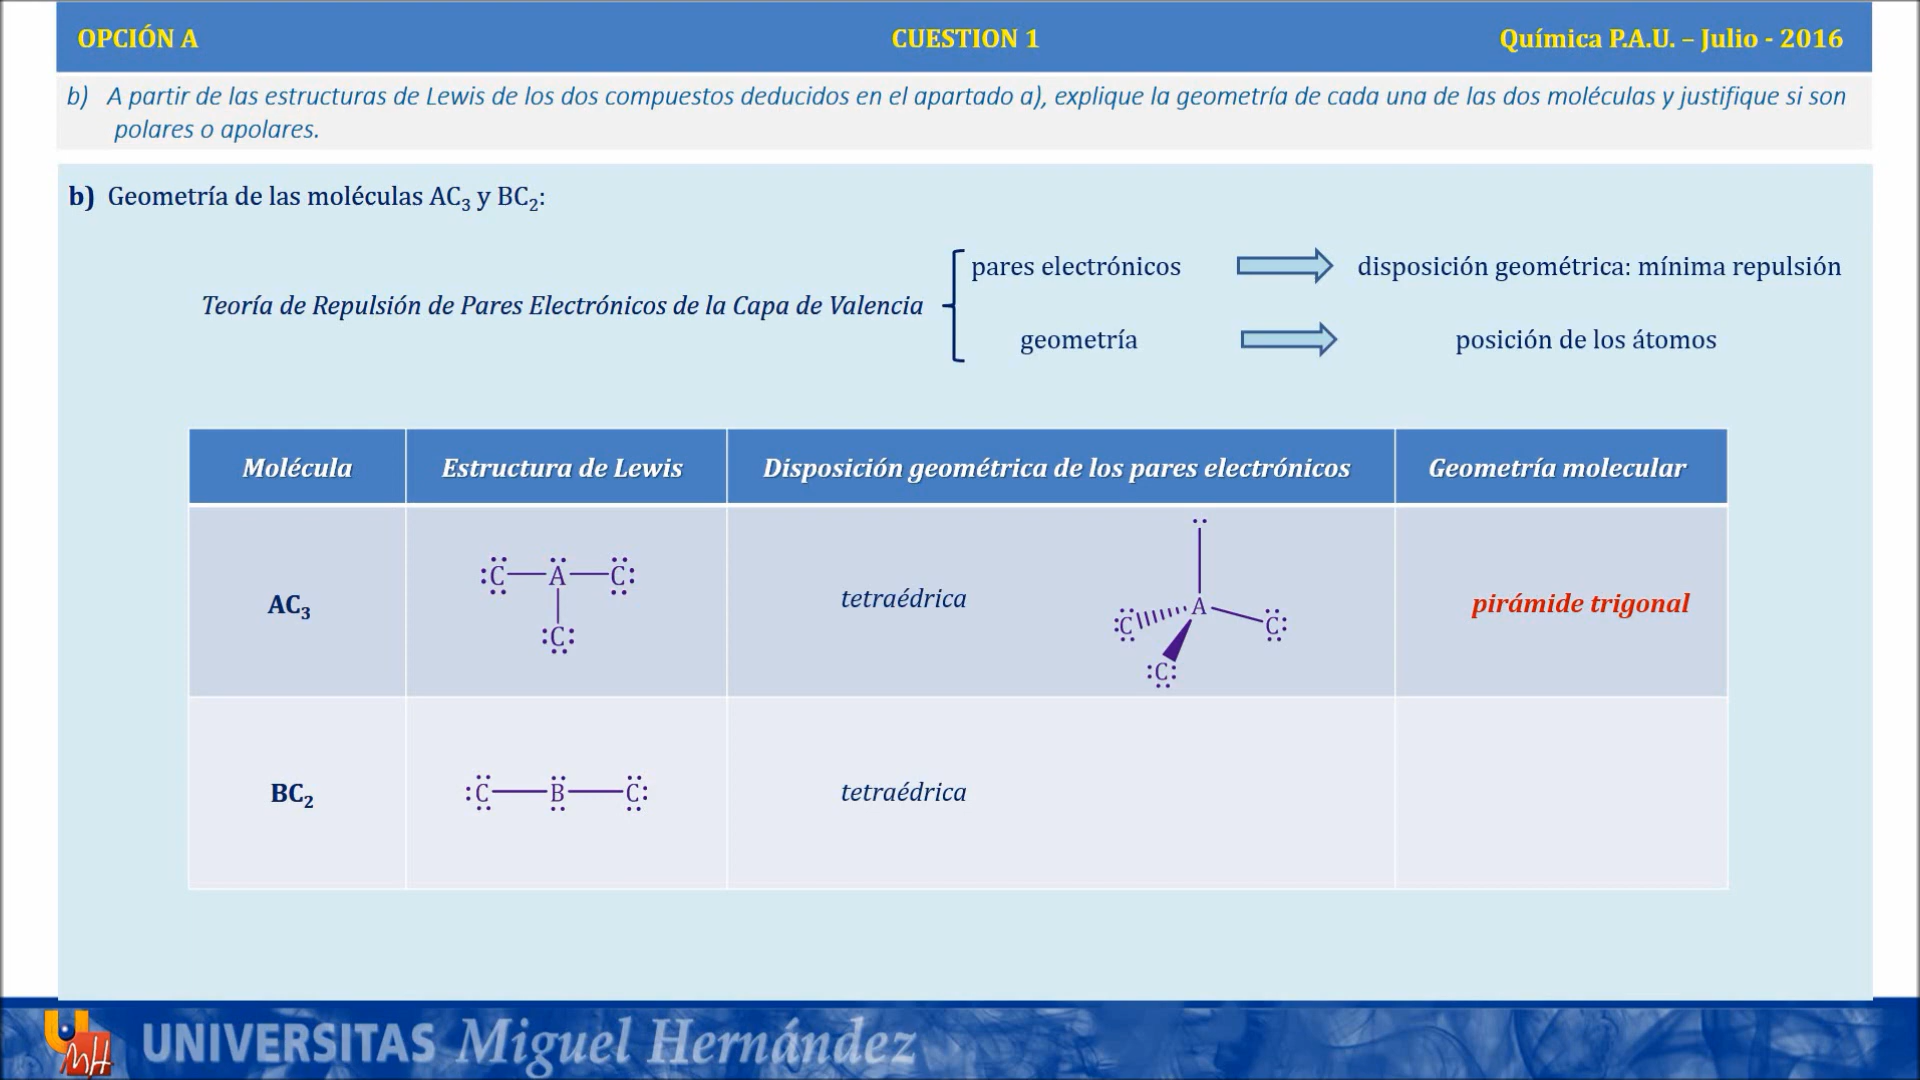 OPCIÓN A CUESTION 1 Química P.A.U. – Julio - 2016
b) A partir de las estructuras de Lewis de los dos compuestos deducidos en el apartado a), explique la geometría de cada una de las dos moléculas y justifique si son
polares o apolares.
b) Geometría de las moléculas AC₃ y BC₂:
pares electrónicos disposición geométrica: mínima repulsión
Teoría de Repulsión de Pares Electrónicos de la Capa de Valencia
geometría posición de los átomos
Molécula Estructura de Lewis Disposición geométrica de los pares electrónicos Geometría molecular
AC₃
C A C
C
tetraédrica
A
C C
C
pirámide trigonal
BC₂
C B C
tetraédrica
UMH
UNIVERSITAS Miguel Hernández